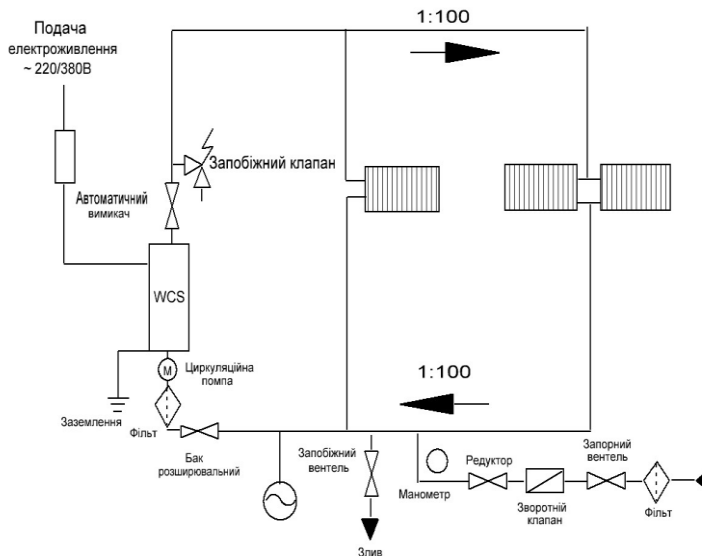 1:100
Подача
електроживлення
~ 220/380В
Запобіжний клапан
Автоматичний
вимикач
WCS
1:100
Циркуляційна
помпа
М
Заземлення
Фільт
Бак
розширювальний
Запобіжний
вентель
Манометр
Редуктор
Зворотній
клапан
Запорний
вентель
Фільт
Злив